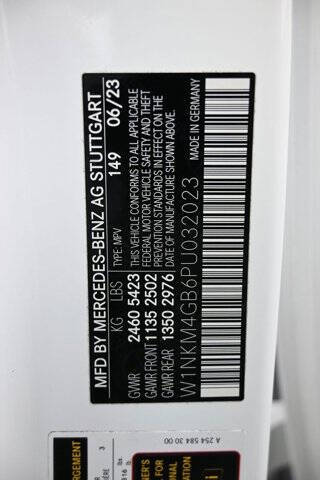 MFD BY MERCEDES-BENZ AG STUTTGART
KG LBS TYPE: MPV 149 06/23
GVWR 2460 5423 THIS VEHICLE CONFORMS TO ALL APPLICABLE
FEDERAL MOTOR VEHICLE SAFETY AND THEFT
GAWR FRONT 1135 2502 PREVENTION STANDARDS IN EFFECT ON THE
GAWR REAR 1350 2976 DATE OF MANUFACTURE SHOWN ABOVE.
W1NKM4GB6PU032023 MADE IN GERMANY
A 254 584 30 00
3
lbs.